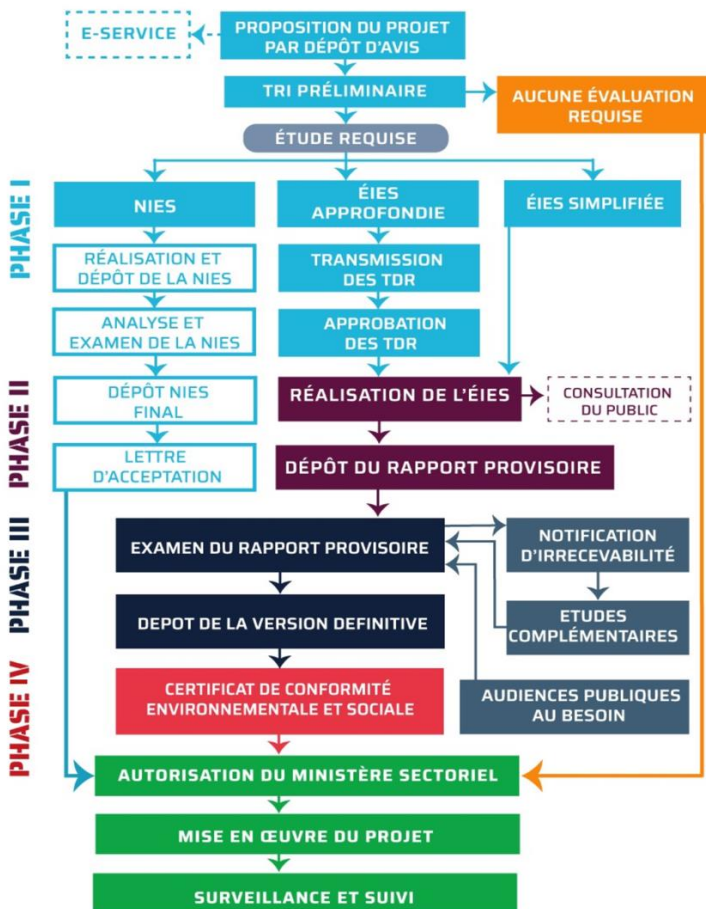 E-SERVICE
PROPOSITION DU PROJET
PAR DÉPÔT D'AVIS
TRI PRÉLIMINAIRE
AUCUNE ÉVALUATION
REQUISE
ÉTUDE REQUISE
PHASE I
NIES
ÉIES
APPROFONDIE
ÉIES SIMPLIFIÉE
RÉALISATION ET
DÉPÔT DE LA NIES
TRANSMISSION
DES TDR
ANALYSE ET
EXAMEN DE LA NIES
APPROBATION
DES TDR
PHASE II
DÉPÔT NIES
FINAL
RÉALISATION DE L'ÉIES
CONSULTATION
DU PUBLIC
LETTRE
D'ACCEPTATION
DÉPÔT DU RAPPORT PROVISOIRE
PHASE III
EXAMEN DU RAPPORT PROVISOIRE
NOTIFICATION
D'IRRECEVABILITÉ
DEPOT DE LA VERSION DEFINITIVE
ETUDES
COMPLÉMENTAIRES
PHASE IV
CERTIFICAT DE CONFORMITÉ
ENVIRONNEMENTALE ET SOCIALE
AUDIENCES PUBLIQUES
AU BESOIN
AUTORISATION DU MINISTÈRE SECTORIEL
MISE EN ŒUVRE DU PROJET
SURVEILLANCE ET SUIVI